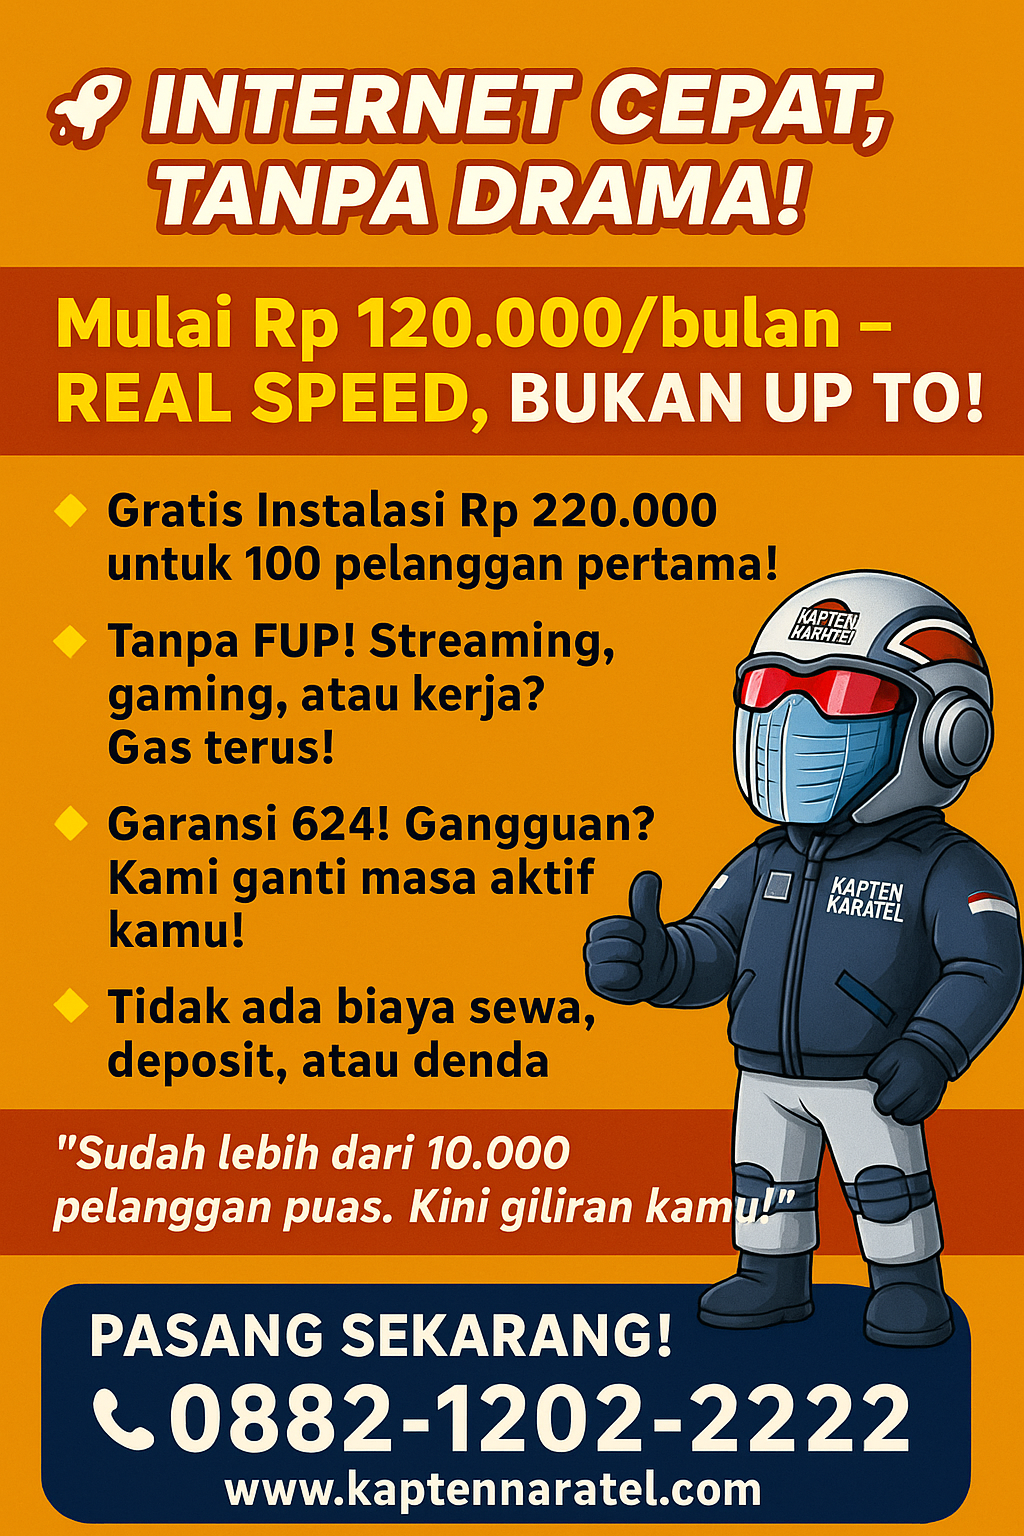 INTERNET CEPAT,
TANPA DRAMA!
Mulai Rp 120.000/bulan –
REAL SPEED, BUKAN UP TO!
Gratis Instalasi Rp 220.000
untuk 100 pelanggan pertama!
Tanpa FUP! Streaming,
gaming, atau kerja?
Gas terus!
Garansi 624! Gangguan?
Kami ganti masa aktif
kamu!
Tidak ada biaya sewa,
deposit, atau denda
KAPTEN
KARHTEI
KAPTEN
KARATEL
"Sudah lebih dari 10.000
pelanggan puas. Kini giliran kamu!"
PASANG SEKARANG!
0882-1202-2222
www.kaptennaratel.com